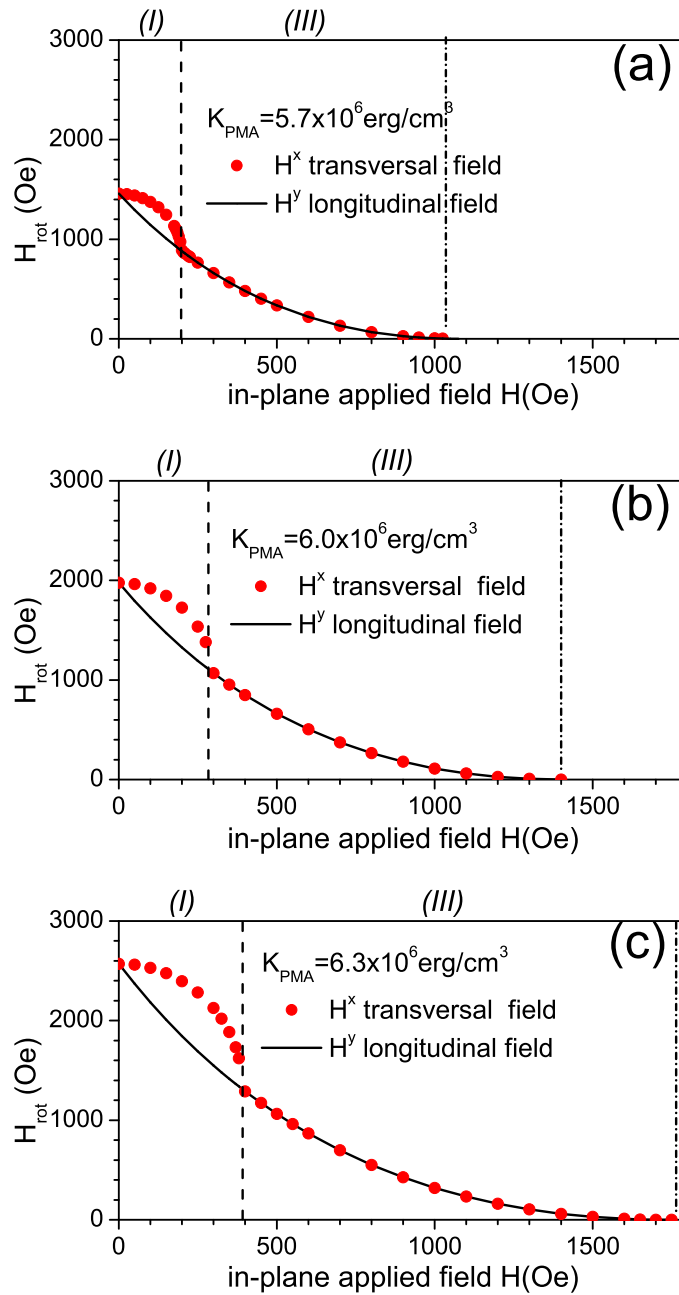 (I) (III)
3000
(a)
K_PMA=5.7x10^6erg/cm^3
2000
H^x transversal field
H^y longitudinal field
H_rot (Oe)
1000
0
0 500 1000 1500
in-plane applied field H(Oe)
(I) (III)
3000
(b)
K_PMA=6.0x10^6erg/cm^3
2000
H^x transversal field
H^y longitudinal field
H_rot (Oe)
1000
0
0 500 1000 1500
in-plane applied field H(Oe)
(I) (III)
3000
(c)
K_PMA=6.3x10^6erg/cm^3
2000
H^x transversal field
H^y longitudinal field
H_rot (Oe)
1000
0
0 500 1000 1500
in-plane applied field H(Oe)